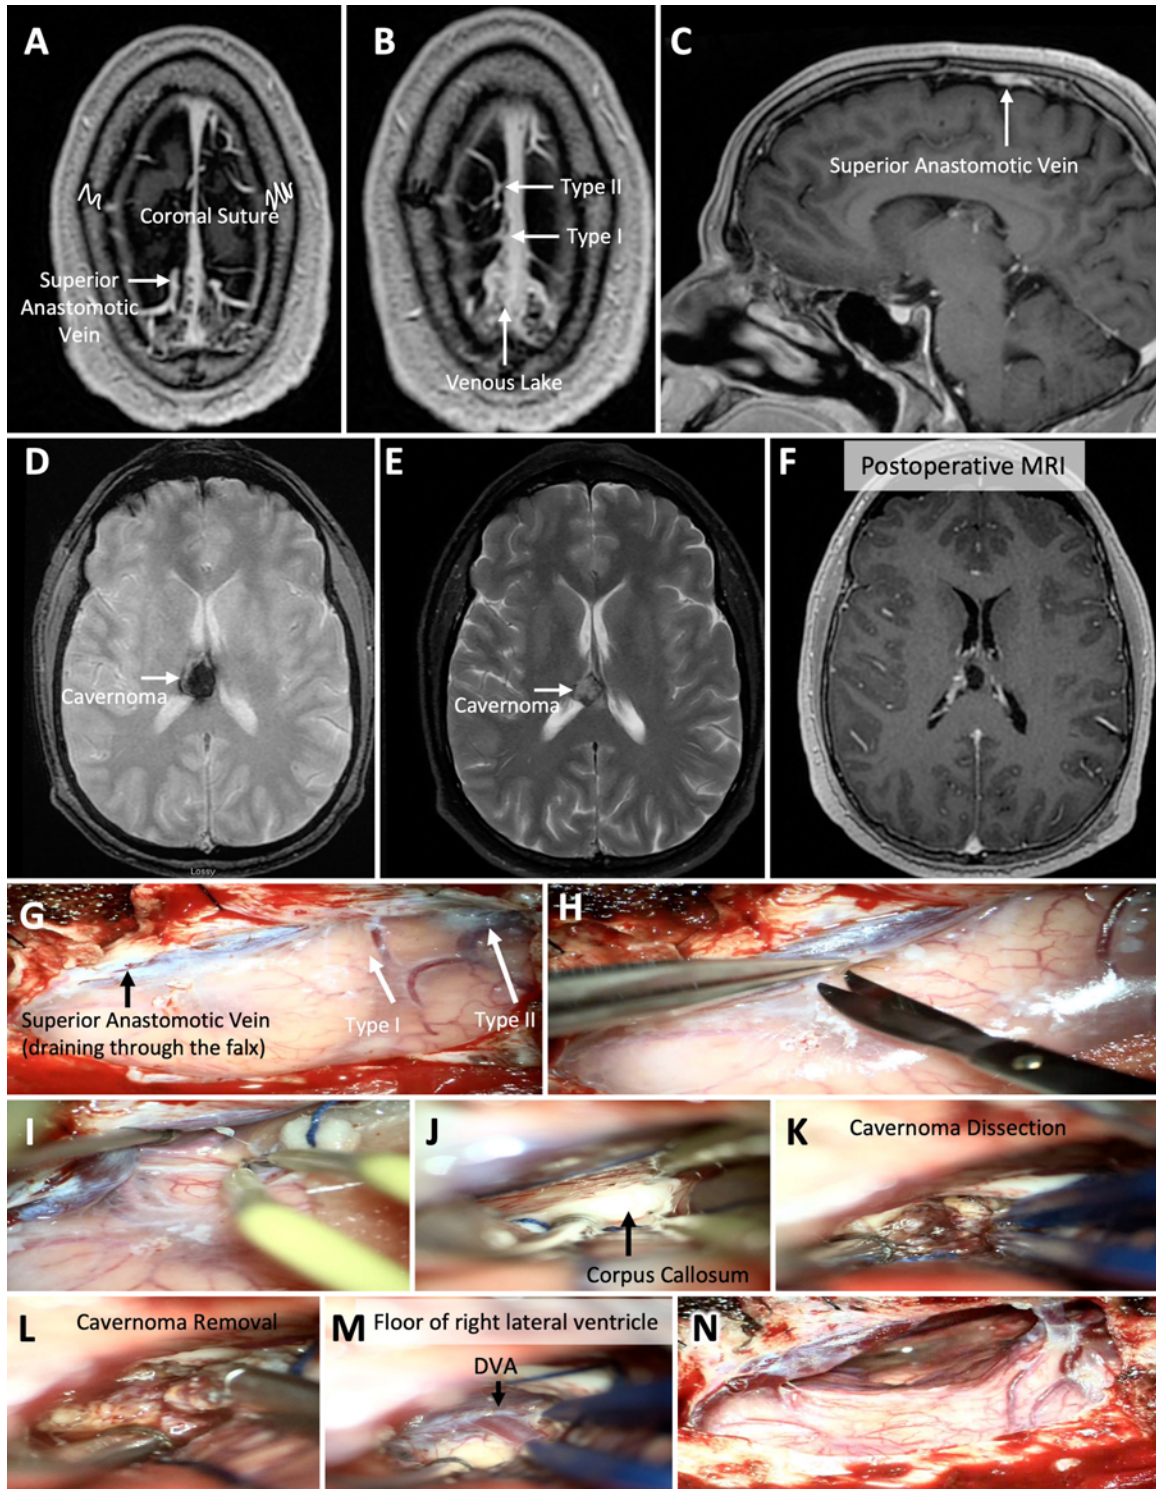 A
Coronal Suture
Superior
Anastomotic
Vein
B
Type II
Type I
Venous Lake
C
Superior Anastomotic Vein
D
Cavernoma
Lossy
E
Cavernoma
F
Postoperative MRI
G
Superior Anastomotic Vein
(draining through the falx)
Type I
Type II
H
I
J
Corpus Callosum
K
Cavernoma Dissection
L
Cavernoma Removal
M
Floor of right lateral ventricle
DVA
N